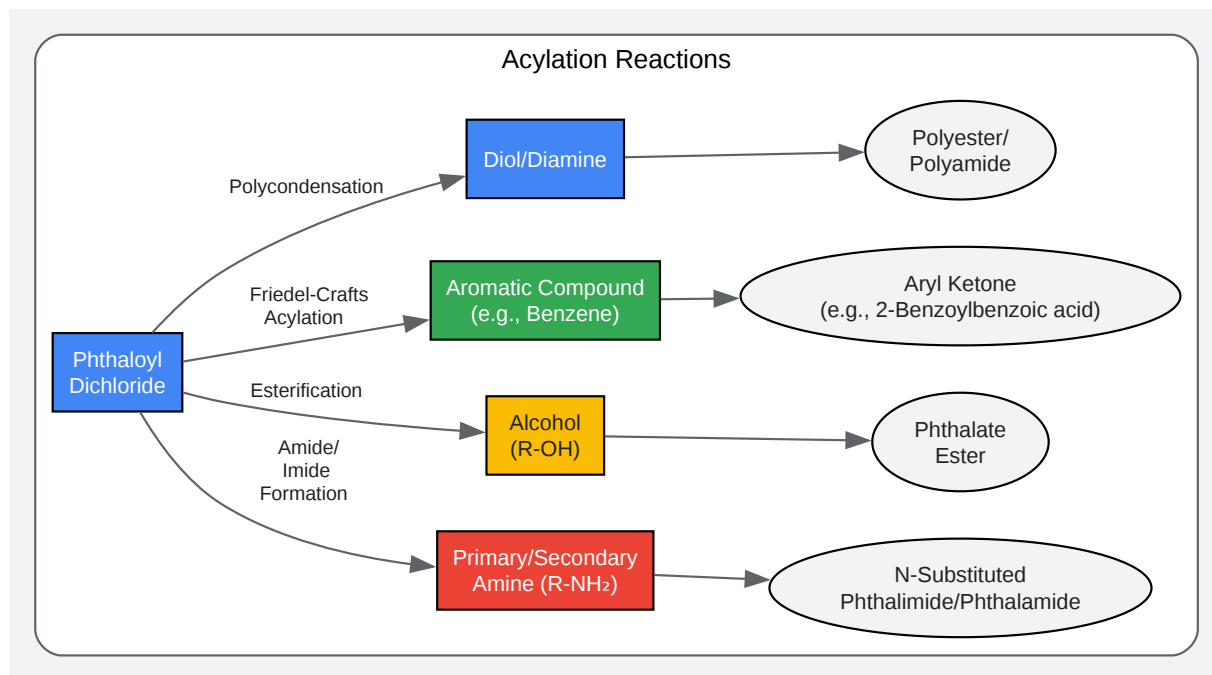 Acylation Reactions
Polycondensation
Diol/Diamine
Polyester/
Polyamide
Friedel-Crafts
Acylation
Aromatic Compound
(e.g., Benzene)
Aryl Ketone
(e.g., 2-Benzoylbenzoic acid)
Phthaloyl
Dichloride
Esterification
Alcohol
(R-OH)
Phthalate
Ester
Amide/
Imide
Formation
Primary/Secondary
Amine (R-NH₂)
N-Substituted
Phthalimide/Phthalamide